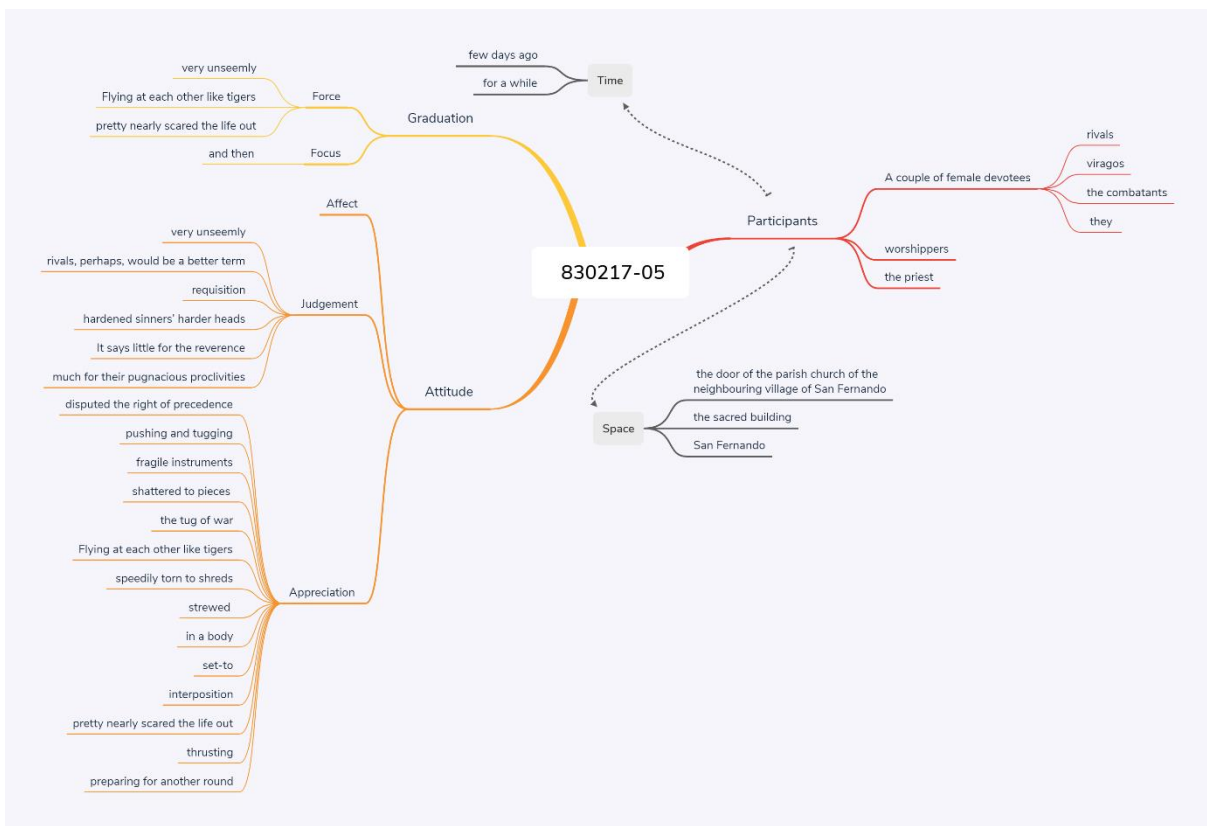 830217-05
Graduation
Force
very unseemly
Flying at each other like tigers
pretty nearly scared the life out
Focus
and then
Attitude
Affect
Judgement
very unseemly
rivals, perhaps, would be a better term
requisition
hardened sinners’ harder heads
It says little for the reverence
much for their pugnacious proclivities
Appreciation
disputed the right of precedence
pushing and tugging
fragile instruments
shattered to pieces
the tug of war
Flying at each other like tigers
speedily torn to shreds
strewed
in a body
set-to
interposition
pretty nearly scared the life out
thrusting
preparing for another round
Time
few days ago
for a while
Participants
A couple of female devotees
rivals
viragos
the combatants
they
worshippers
the priest
Space
the door of the parish church of the
neighbouring village of San Fernando
the sacred building
San Fernando